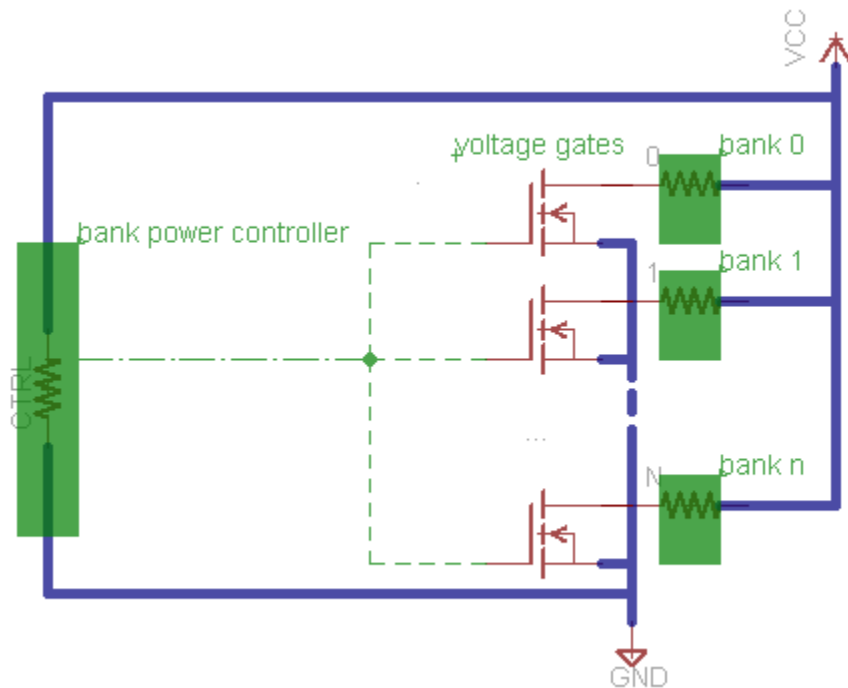 VCC
voltage gates
0
bank 0
bank power controller
1
bank 1
CTRL
...
N
bank n
GND